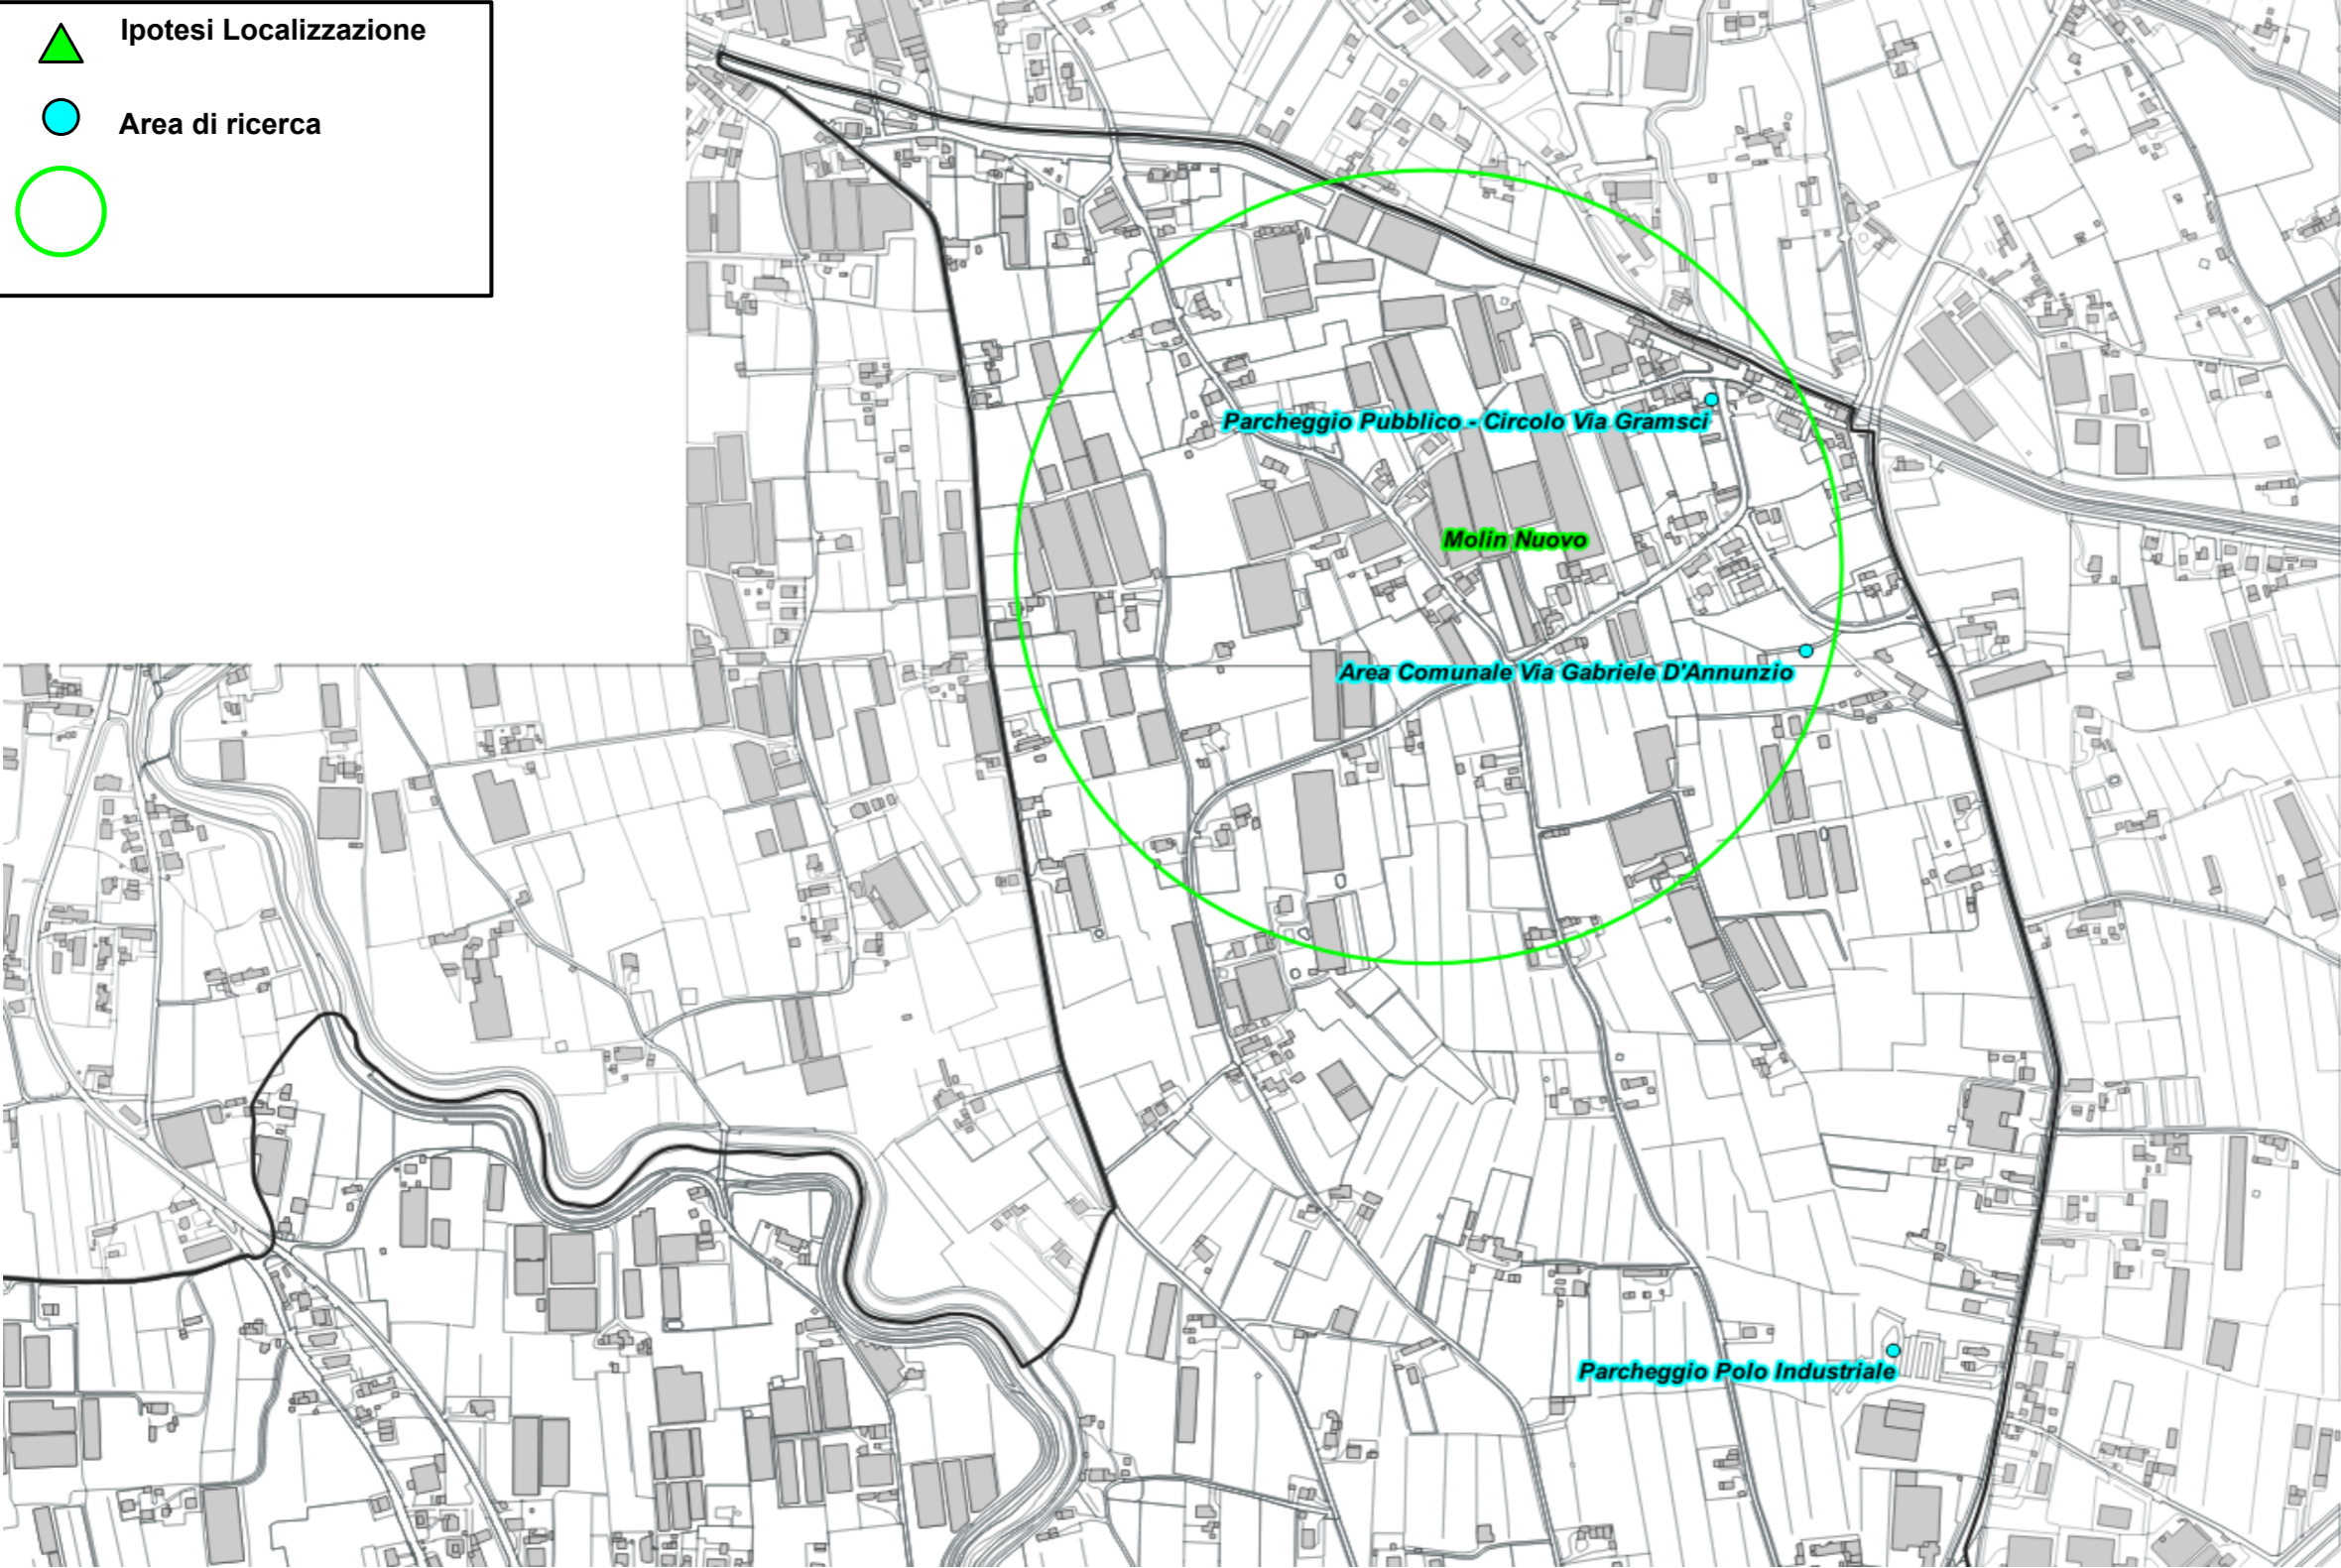 Ipotesi Localizzazione
Area di ricerca
Parcheggio Pubblico - Circolo Via Gramsci
Molin Nuovo
Area Comunale Via Gabriele D'Annunzio
Parcheggio Polo Industriale